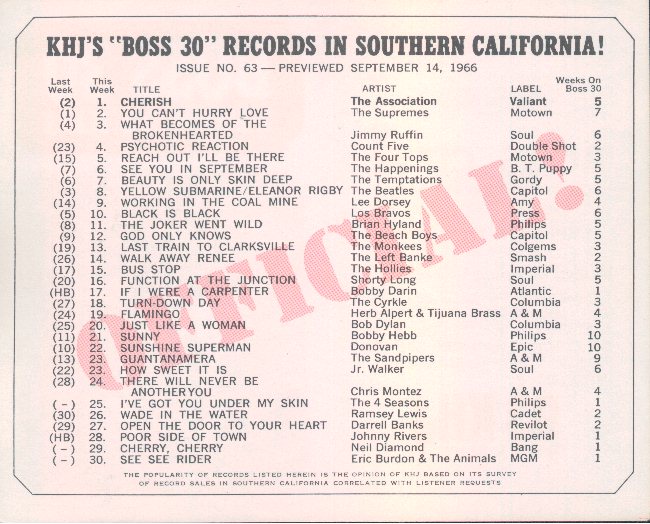 KHJ'S "BOSS 30" RECORDS IN SOUTHERN CALIFORNIA!
ISSUE NO. 63 — PREVIEWED SEPTEMBER 14, 1966
Last Week This Week TITLE ARTIST LABEL Weeks On Boss 30
(2) 1. CHERISH The Association Valiant 5
(1) 2. YOU CAN'T HURRY LOVE The Supremes Motown 7
(4) 3. WHAT BECOMES OF THE
BROKENHEARTED Jimmy Ruffin Soul 6
(23) 4. PSYCHOTIC REACTION Count Five Double Shot 2
(15) 5. REACH OUT I'LL BE THERE The Four Tops Motown 3
(7) 6. SEE YOU IN SEPTEMBER The Happenings B. T. Puppy 5
(6) 7. BEAUTY IS ONLY SKIN DEEP The Temptations Gordy 5
(3) 8. YELLOW SUBMARINE/ELEANOR RIGBY The Beatles Capitol 6
(14) 9. WORKING IN THE COAL MINE Lee Dorsey Amy 4
(5) 10. BLACK IS BLACK Los Bravos Press 6
(8) 11. THE JOKER WENT WILD Brian Hyland Philips 5
(9) 12. GOD ONLY KNOWS The Beach Boys Capitol 5
(19) 13. LAST TRAIN TO CLARKSVILLE The Monkees Colgems 3
(26) 14. WALK AWAY RENEE The Left Banke Smash 2
(17) 15. BUS STOP The Hollies Imperial 3
(20) 16. FUNCTION AT THE JUNCTION Shorty Long Soul 5
(HB) 17. IF I WERE A CARPENTER Bobby Darin Atlantic 1
(27) 18. TURN-DOWN DAY The Cyrkle Columbia 3
(24) 19. FLAMINGO Herb Alpert & Tijuana Brass A & M 4
(25) 20. JUST LIKE A WOMAN Bob Dylan Columbia 3
(11) 21. SUNNY Bobby Hebb Philips 10
(10) 22. SUNSHINE SUPERMAN Donovan Epic 10
(13) 23. GUANTANAMERA The Sandpipers A & M 9
(22) 23. HOW SWEET IT IS Jr. Walker Soul 6
(28) 24. THERE WILL NEVER BE
ANOTHER YOU Chris Montez A & M 4
(-) 25. I'VE GOT YOU UNDER MY SKIN The 4 Seasons Philips 1
(30) 26. WADE IN THE WATER Ramsey Lewis Cadet 2
(29) 27. OPEN THE DOOR TO YOUR HEART Darrell Banks Revilot 2
(HB) 28. POOR SIDE OF TOWN Johnny Rivers Imperial 1
(-) 29. CHERRY, CHERRY Neil Diamond Bang 1
(-) 30. SEE SEE RIDER Eric Burdon & The Animals MGM 1
THE POPULARITY OF RECORDS LISTED HEREIN IS THE OPINION OF KHJ BASED ON ITS SURVEY
OF RECORD SALES IN SOUTHERN CALIFORNIA CORRELATED WITH LISTENER REQUESTS
OFFICIAL!